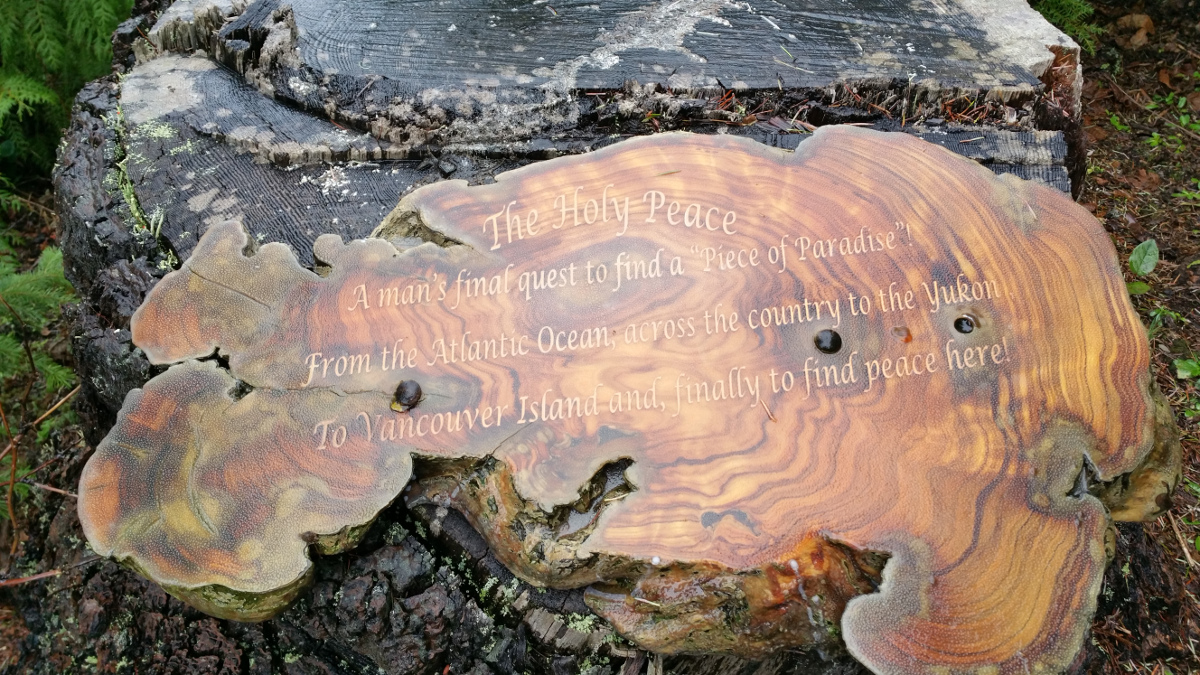 The Holy Peace
A man's final quest to find a "Piece of Paradise"!
From the Atlantic Ocean; across the country to the Yukon
To Vancouver Island and, finally to find peace here!